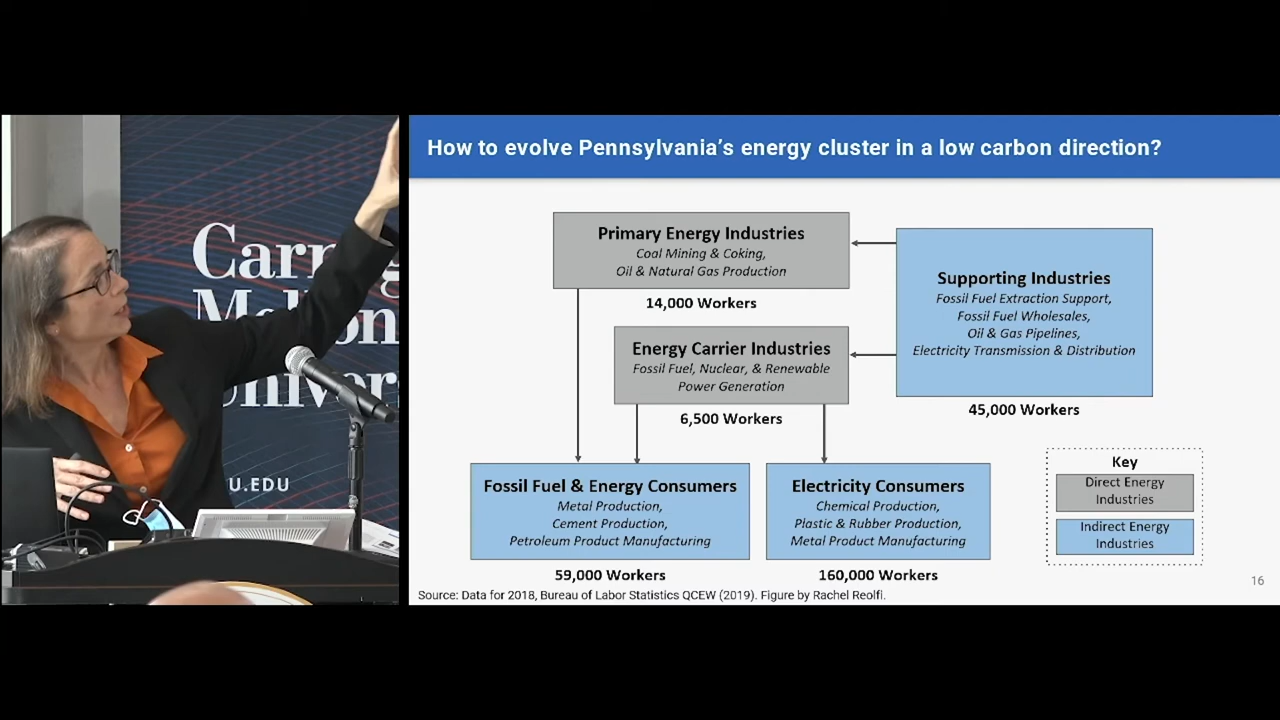 How to evolve Pennsylvania's energy cluster in a low carbon direction?
Primary Energy Industries
Coal Mining & Coking,
Oil & Natural Gas Production
14,000 Workers
Supporting Industries
Fossil Fuel Extraction Support,
Fossil Fuel Wholesales,
Oil & Gas Pipelines,
Electricity Transmission & Distribution
45,000 Workers
Energy Carrier Industries
Fossil Fuel, Nuclear, & Renewable
Power Generation
6,500 Workers
Fossil Fuel & Energy Consumers
Metal Production,
Cement Production,
Petroleum Product Manufacturing
59,000 Workers
Electricity Consumers
Chemical Production,
Plastic & Rubber Production,
Metal Product Manufacturing
160,000 Workers
Key
Direct Energy
Industries
Indirect Energy
Industries
16
Source: Data for 2018, Bureau of Labor Statistics QCEW (2019). Figure by Rachel Reolfi.
U.EDU